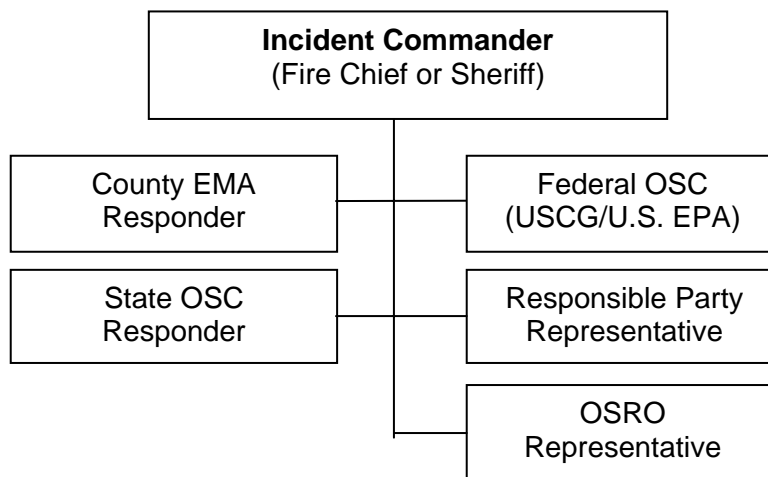 Incident Commander
(Fire Chief or Sheriff)
County EMA
Responder
Federal OSC
(USCG/U.S. EPA)
State OSC
Responder
Responsible Party
Representative
OSRO
Representative